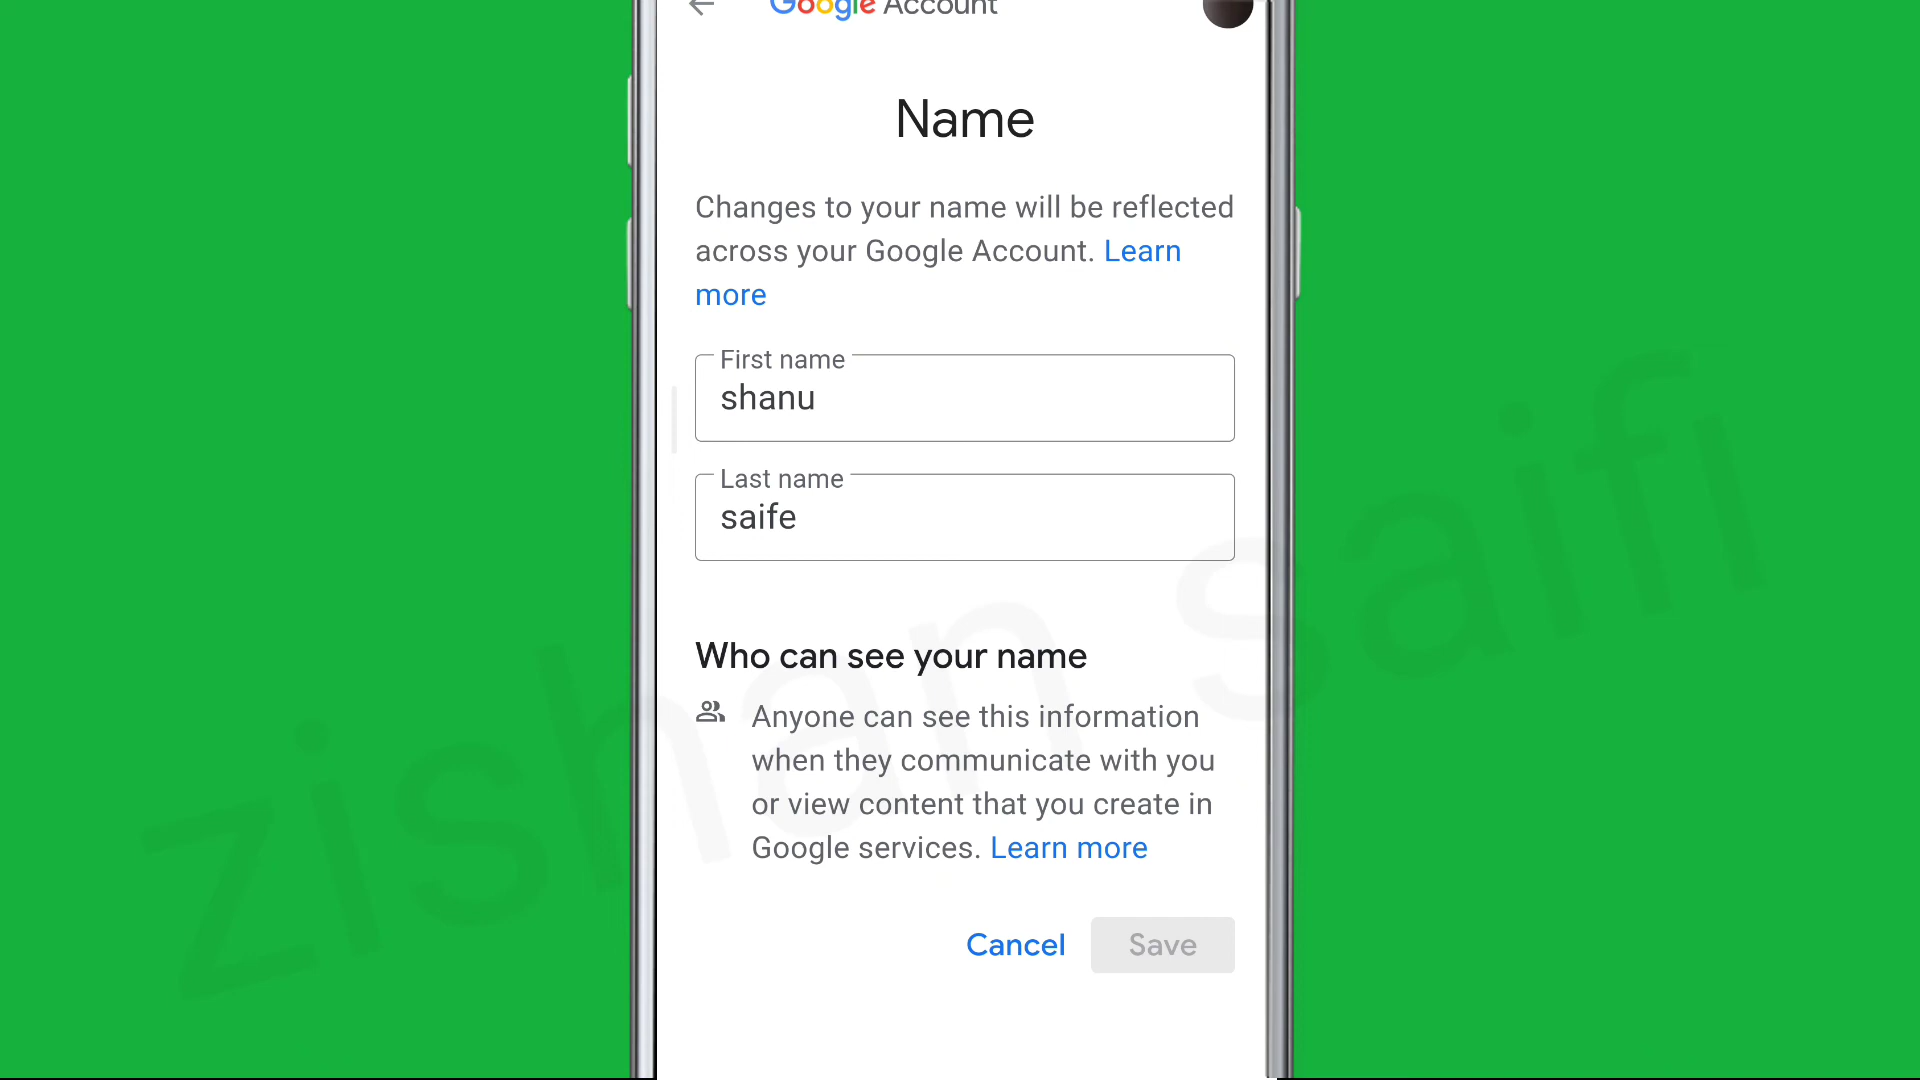 Google Account
Name
Changes to your name will be reflected
across your Google Account. Learn
more
First name
shanu
Last name
saife
Who can see your name
Anyone can see this information
when they communicate with you
or view content that you create in
Google services. Learn more
Cancel Save
zishan saifi